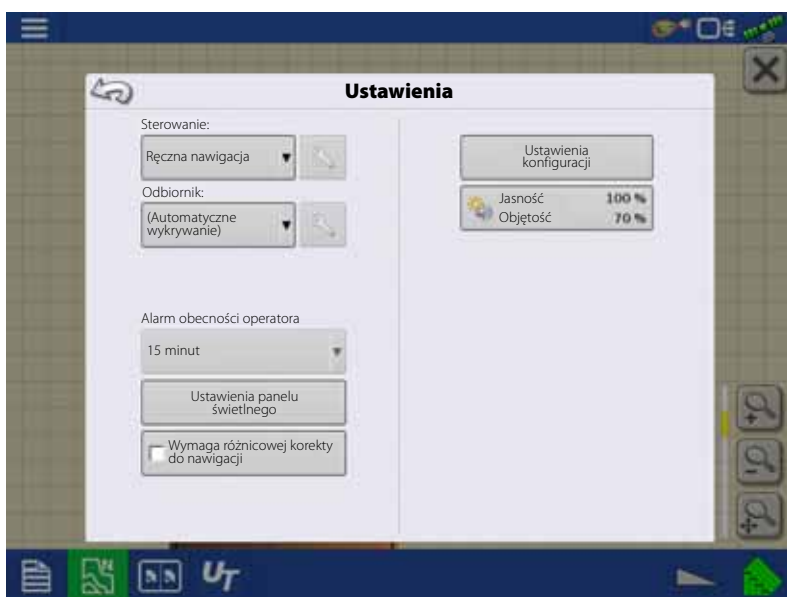 Ustawienia
Sterowanie:
Ręczna nawigacja
Odbiornik:
(Automatyczne
wykrywanie)
Alarm obecności operatora
15 minut
Ustawienia panelu
świetlnego
Wymaga różnicowej korekty
do nawigacji
Ustawienia
konfiguracji
Jasność 100 %
Objętość 70 %
UT